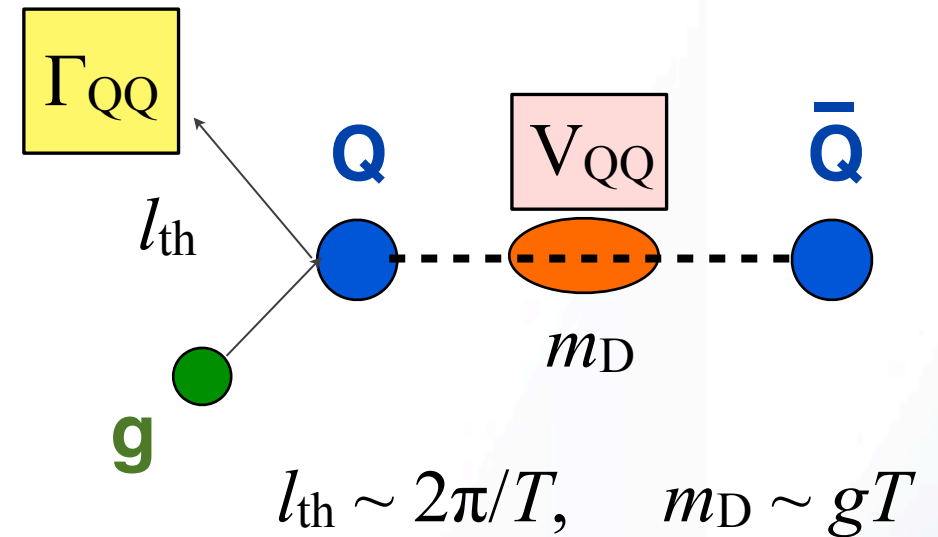 Γ_QQ
Q
V_QQ
Q̄
l_th
m_D
g
l_th ~ 2π/T, m_D ~ gT